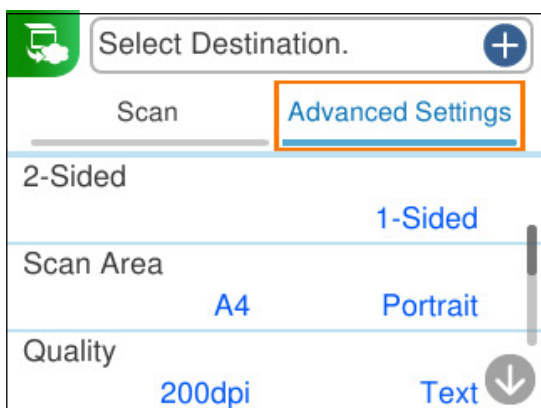 Select Destination.
Scan Advanced Settings
2-Sided
1-Sided
Scan Area
A4 Portrait
Quality
200dpi Text